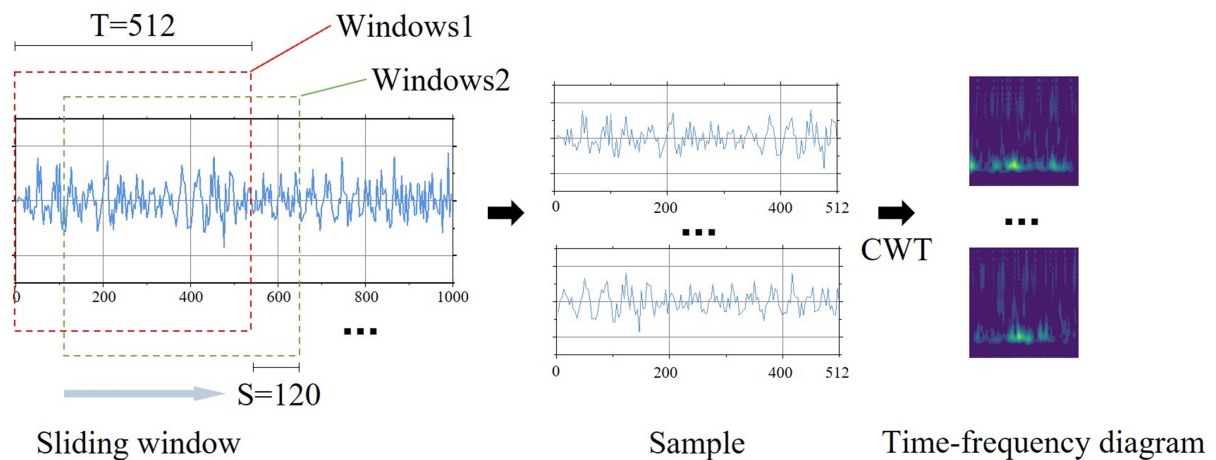 T=512
Windows1
Windows2
0 200 400 600 800 1000
S=120
Sliding window
0 200 400 512
...
0 200 400 512
Sample
CWT
...
Time-frequency diagram
...